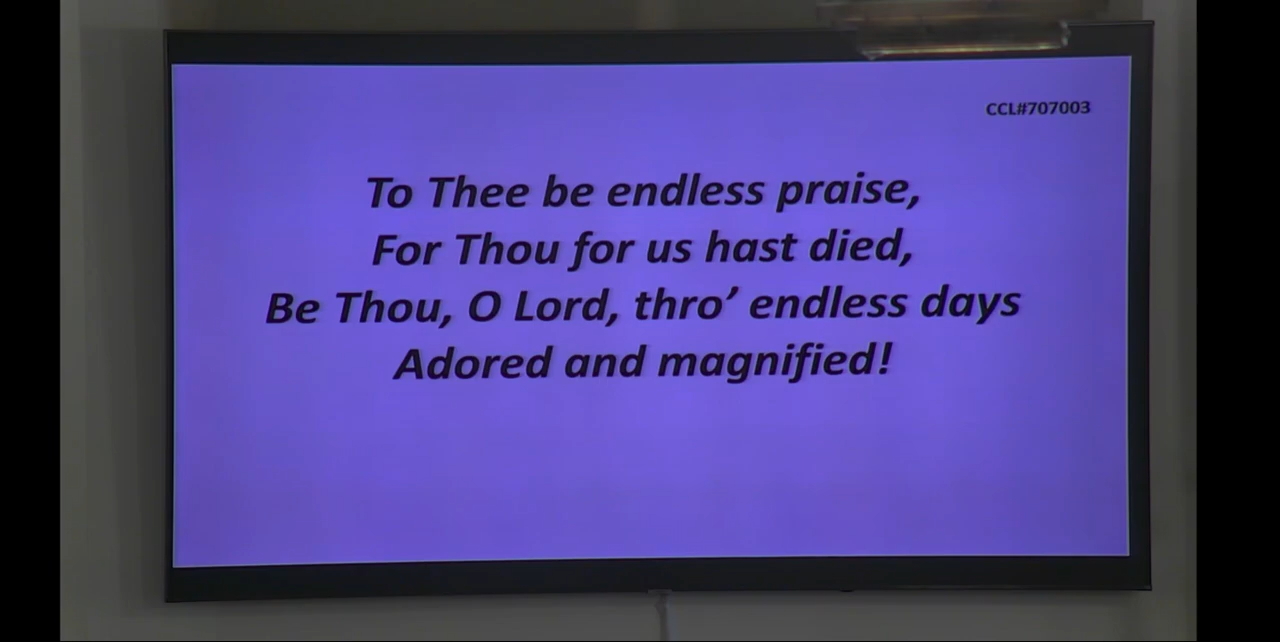 CCL#707003
To Thee be endless praise,
For Thou for us hast died,
Be Thou, O Lord, thro’ endless days
Adored and magnified!